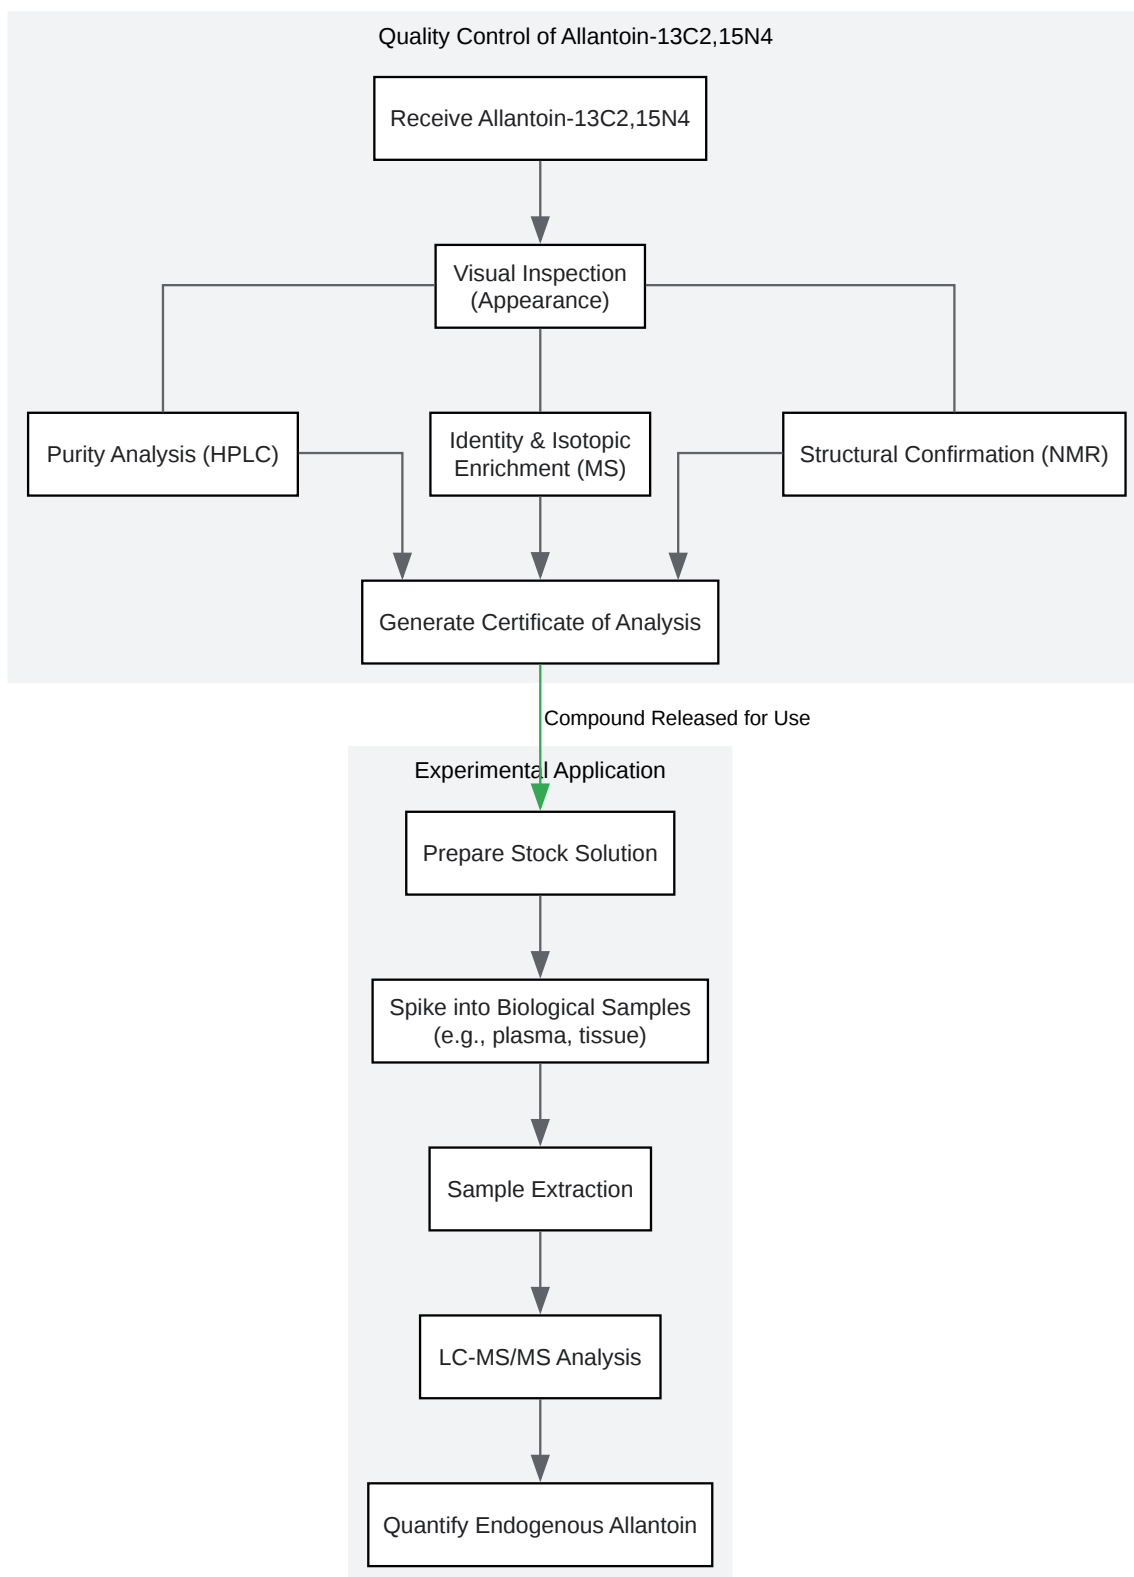 Quality Control of Allantoin-13C2,15N4
Receive Allantoin-13C2,15N4
Visual Inspection
(Appearance)
Purity Analysis (HPLC)
Identity & Isotopic
Enrichment (MS)
Structural Confirmation (NMR)
Generate Certificate of Analysis
Compound Released for Use
Experimental Application
Prepare Stock Solution
Spike into Biological Samples
(e.g., plasma, tissue)
Sample Extraction
LC-MS/MS Analysis
Quantify Endogenous Allantoin